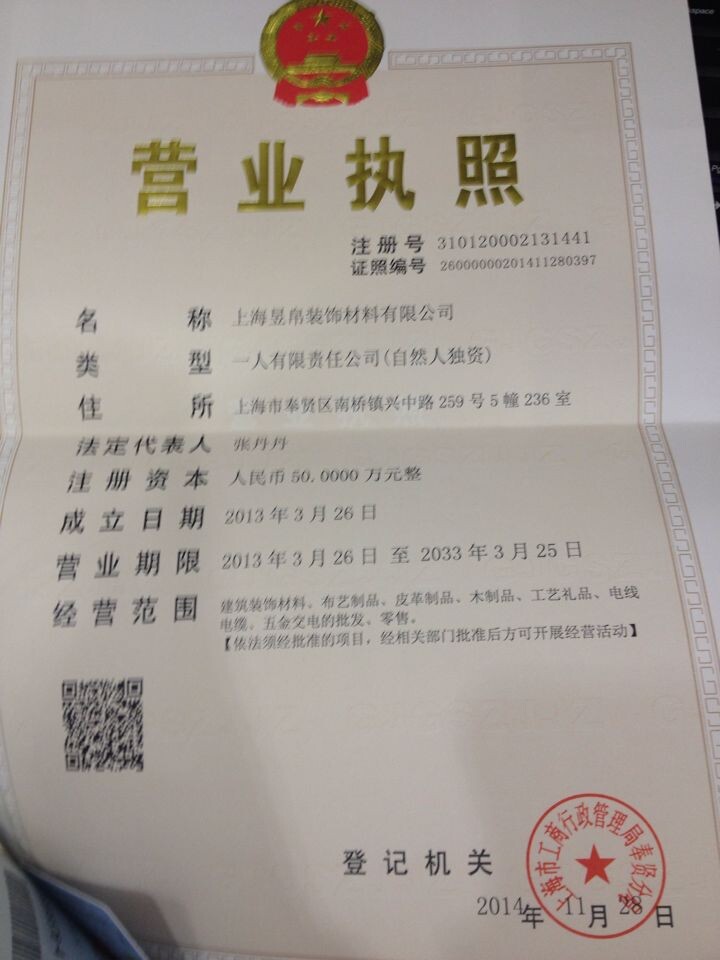 营业执照
注册号 310120002131441
证照编号 26000000201411280397
名称 上海昱帛装饰材料有限公司
类型 一人有限责任公司(自然人独资)
住所 上海市奉贤区南桥镇兴中路259号5幢236室
法定代表人 张丹丹
注册资本 人民币50.0000万元整
成立日期 2013年3月26日
营业期限 2013年3月26日 至 2033年3月25日
经营范围 建筑装饰材料、布艺制品、皮革制品、木制品、工艺礼品、电线
电缆、五金交电的批发、零售。
【依法须经批准的项目，经相关部门批准后方可开展经营活动】
登记机关
上海市工商行政管理局奉贤分局
2014年11月28日